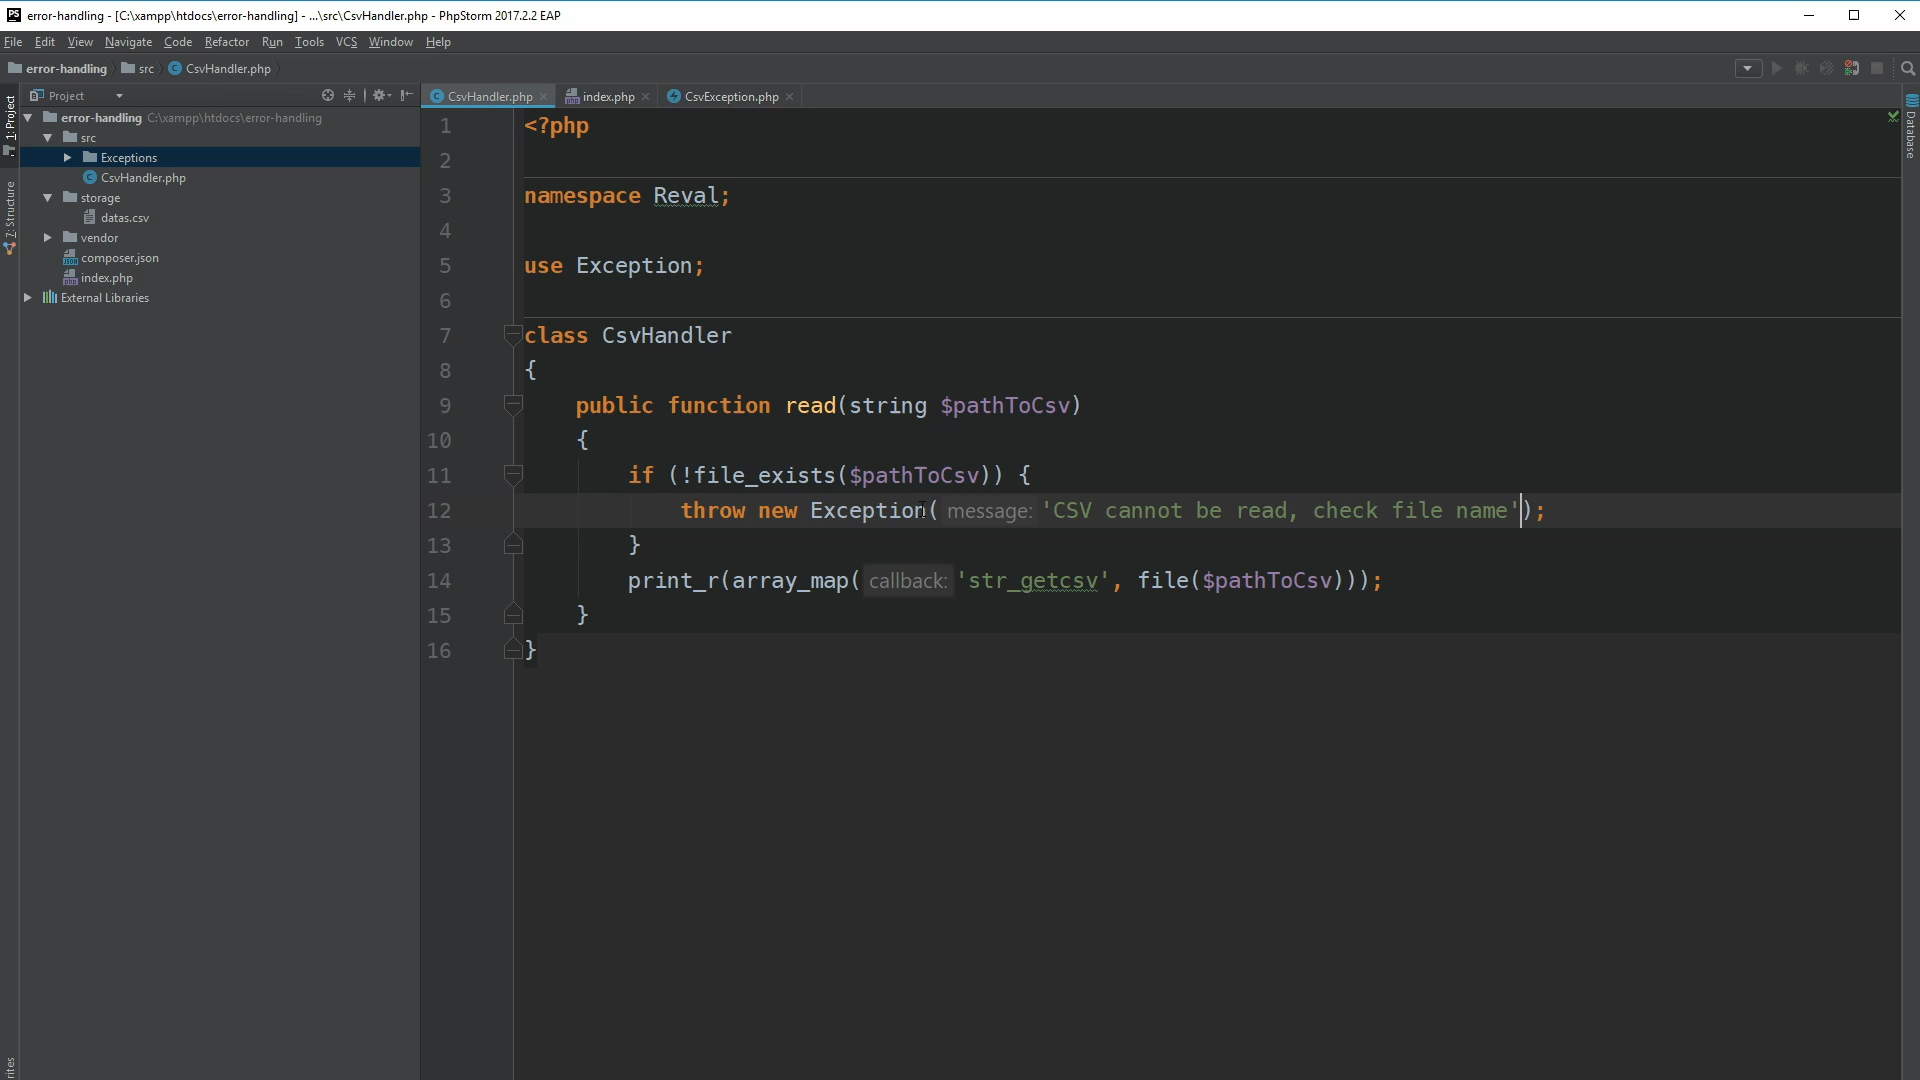 error-handling - [C:\xampp\htdocs\error-handling] - ...\src\CsvHandler.php - PhpStorm 2017.2.2 EAP
File Edit View Navigate Code Refactor Run Tools VCS Window Help
error-handling src CsvHandler.php
Project
CsvHandler.php index.php CsvException.php
1: Project
7: Structure
Database
error-handling C:\xampp\htdocs\error-handling
src
Exceptions
CsvHandler.php
storage
datas.csv
vendor
composer.json
index.php
External Libraries
1 <?php
2
3 namespace Reval;
4
5 use Exception;
6
7 class CsvHandler
8 {
9 public function read(string $pathToCsv)
10 {
11 if (!file_exists($pathToCsv)) {
12 throw new Exception( message: 'CSV cannot be read, check file name');
13 }
14 print_r(array_map( callback: 'str_getcsv', file($pathToCsv)));
15 }
16 }